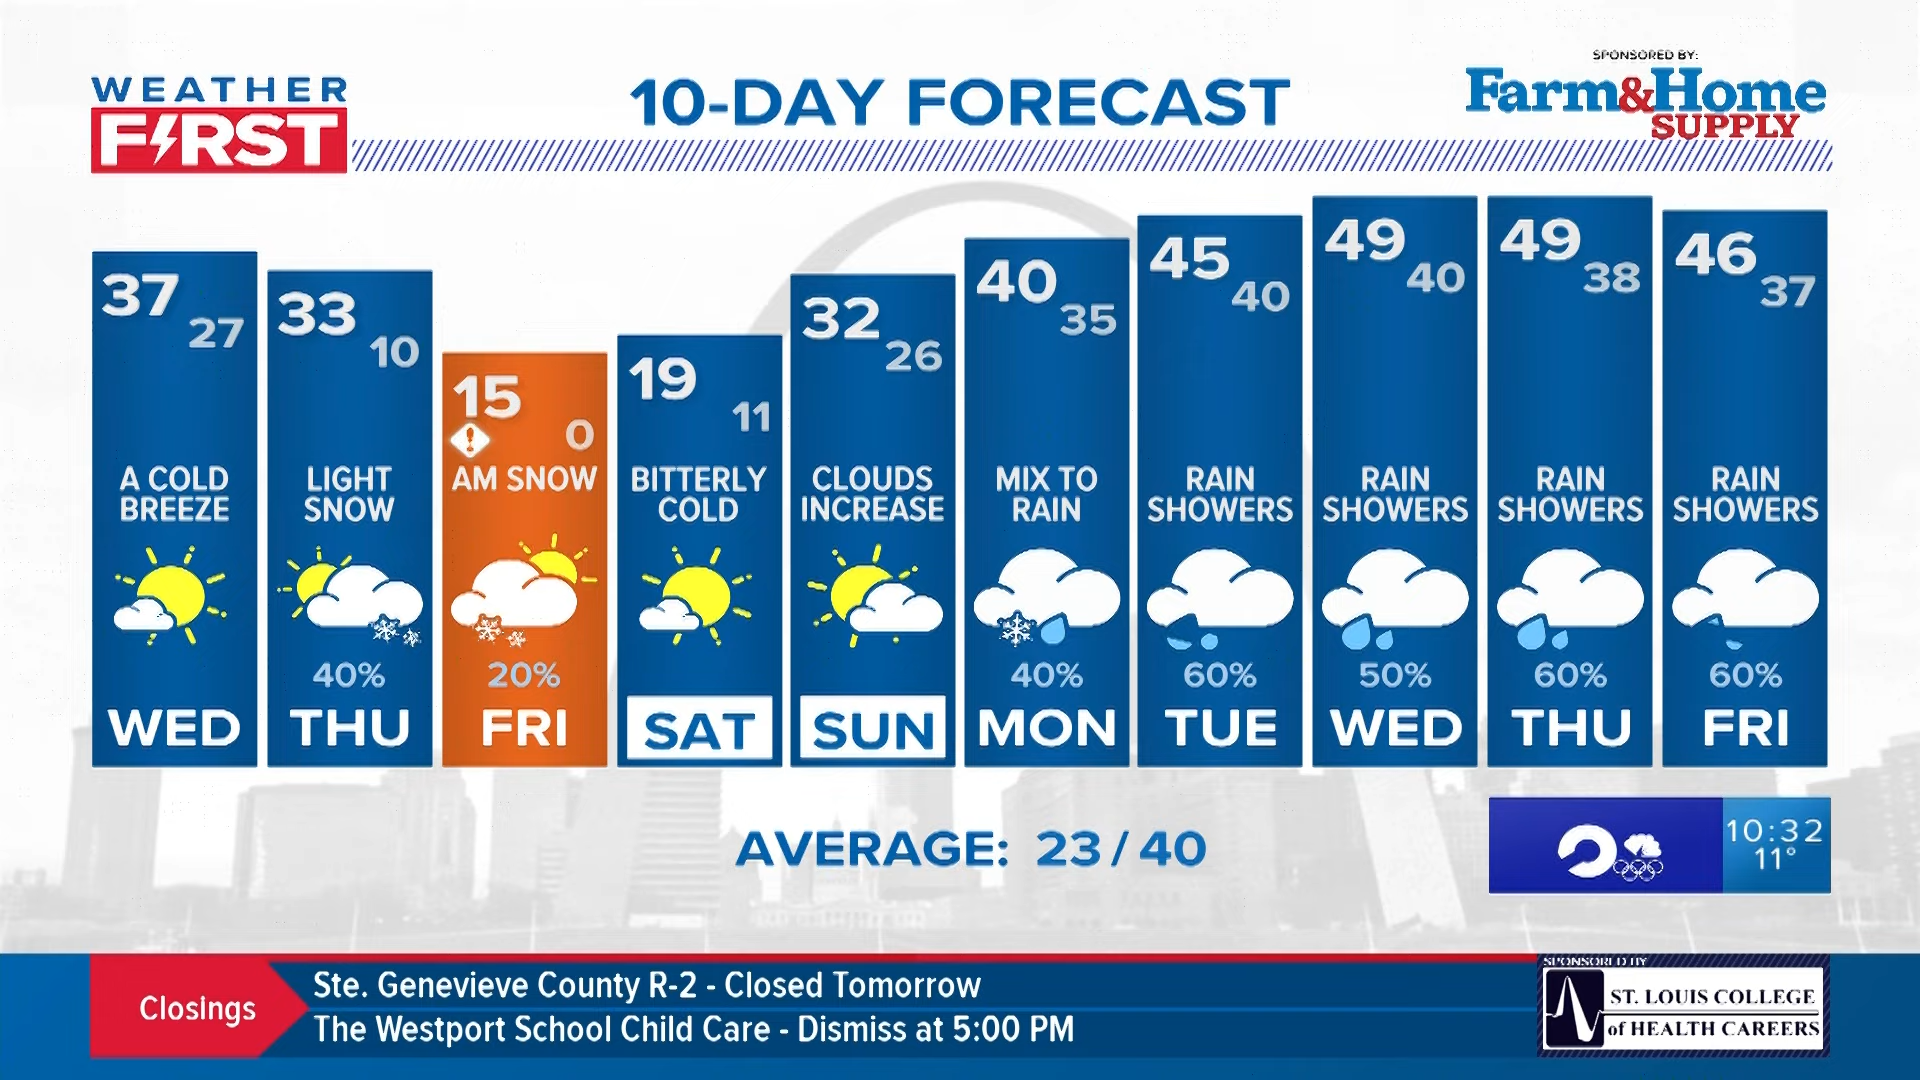 WEATHER
FIRST
10-DAY FORECAST
SPONSORED BY:
Farm&Home
SUPPLY
37
27
A COLD
BREEZE
WED
33
10
LIGHT
SNOW
40%
THU
15
0
AM SNOW
20%
FRI
19
11
BITTERLY
COLD
SAT
32
26
CLOUDS
INCREASE
SUN
40
35
MIX TO
RAIN
40%
MON
45
40
RAIN
SHOWERS
60%
TUE
49
40
RAIN
SHOWERS
50%
WED
49
38
RAIN
SHOWERS
60%
THU
46
37
RAIN
SHOWERS
60%
FRI
AVERAGE: 23 / 40
10:32
11°
Closings
Ste. Genevieve County R-2 - Closed Tomorrow
The Westport School Child Care - Dismiss at 5:00 PM
SPONSORED BY
ST. LOUIS COLLEGE
of HEALTH CAREERS